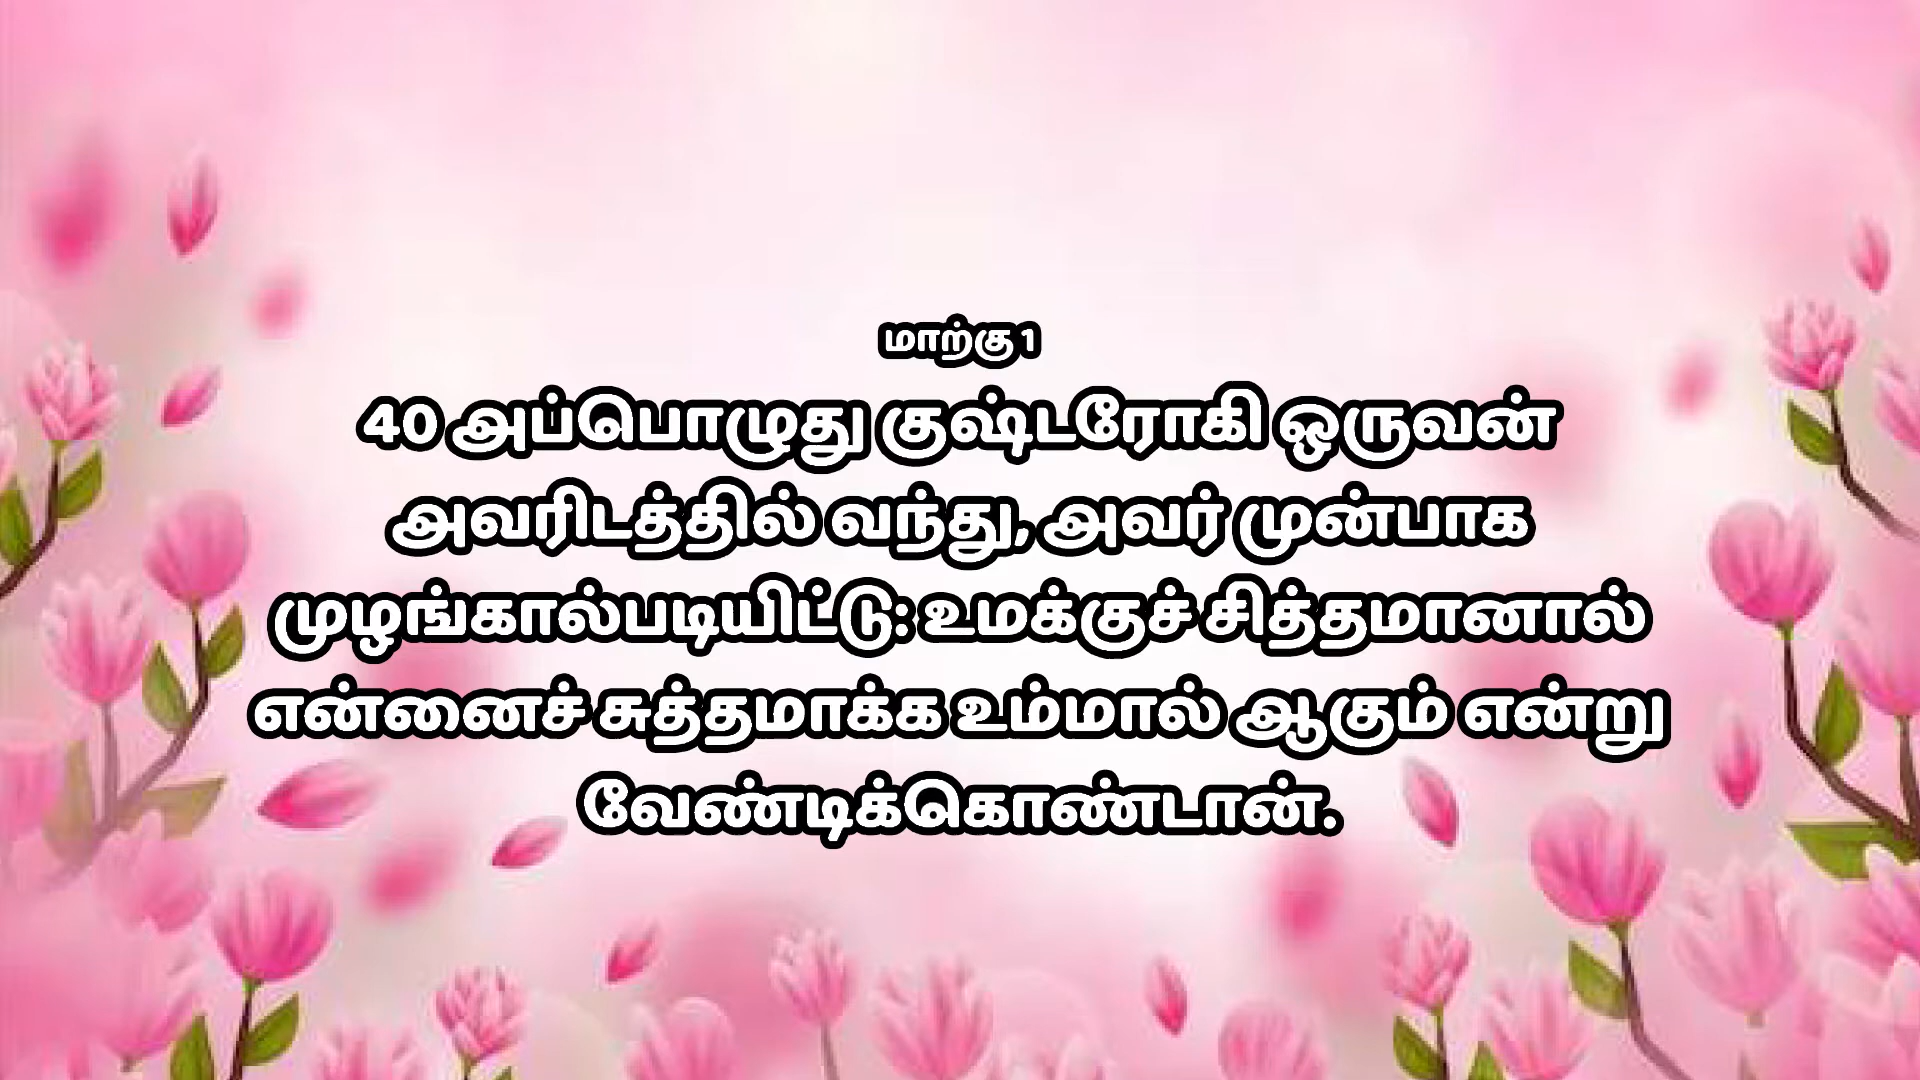 மாற்கு 1
40 அப்பொழுது குஷ்டரோகி ஒருவன்
அவரிடத்தில் வந்து, அவர் முன்பாக
முழங்கால்படியிட்டு: உமக்குச் சித்தமானால்
என்னைச் சுத்தமாக்க உம்மால் ஆகும் என்று
வேண்டிக்கொண்டான்.